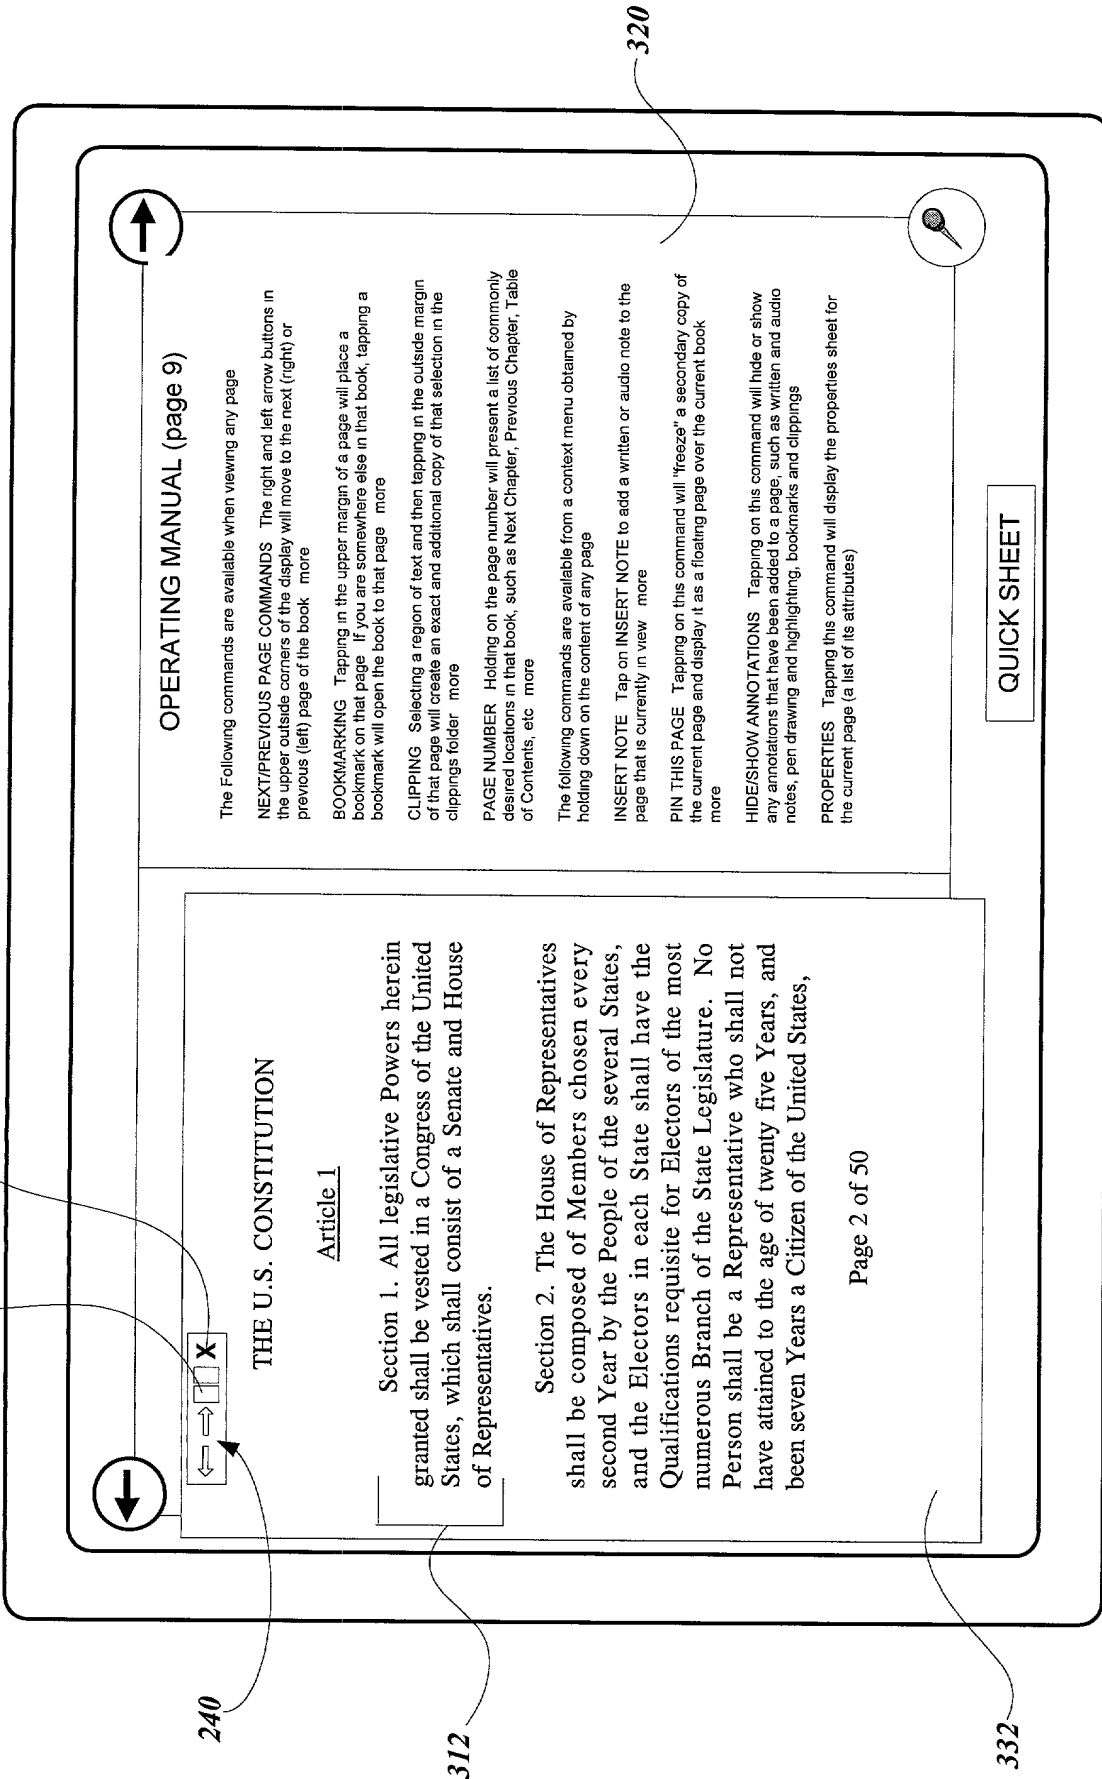 240
312
332
320
X
THE U.S. CONSTITUTION
Article 1
Section 1. All legislative Powers herein
granted shall be vested in a Congress of the United
States, which shall consist of a Senate and House
of Representatives.
Section 2. The House of Representatives
shall be composed of Members chosen every
second Year by the People of the several States,
and the Electors in each State shall have the
Qualifications requisite for Electors of the most
numerous Branch of the State Legislature. No
Person shall be a Representative who shall not
have attained to the age of twenty five Years, and
been seven Years a Citizen of the United States,
Page 2 of 50
OPERATING MANUAL (page 9)
The Following commands are available when viewing any page
NEXT/PREVIOUS PAGE COMMANDS The right and left arrow buttons in
the upper outside corners of the display will move to the next (right) or
previous (left) page of the book more
BOOKMARKING Tapping in the upper margin of a page will place a
bookmark on that page If you are somewhere else in that book, tapping a
bookmark will open the book to that page more
CLIPPING Selecting a region of text and then tapping in the outside margin
of that page will create an exact and additional copy of that selection in the
clippings folder more
PAGE NUMBER Holding on the page number will present a list of commonly
desired locations in that book, such as Next Chapter, Previous Chapter, Table
of Contents, etc more
The following commands are available from a context menu obtained by
holding down on the content of any page
INSERT NOTE Tap on INSERT NOTE to add a written or audio note to the
page that is currently in view more
PIN THIS PAGE Tapping on this command will "freeze" a secondary copy of
the current page and display it as a floating page over the current book
more
HIDE/SHOW ANNOTATIONS Tapping on this command will hide or show
any annotations that have been added to a page, such as written and audio
notes, pen drawing and highlighting, bookmarks and clippings
PROPERTIES Tapping this command will display the properties sheet for
the current page (a list of its attributes)
QUICK SHEET